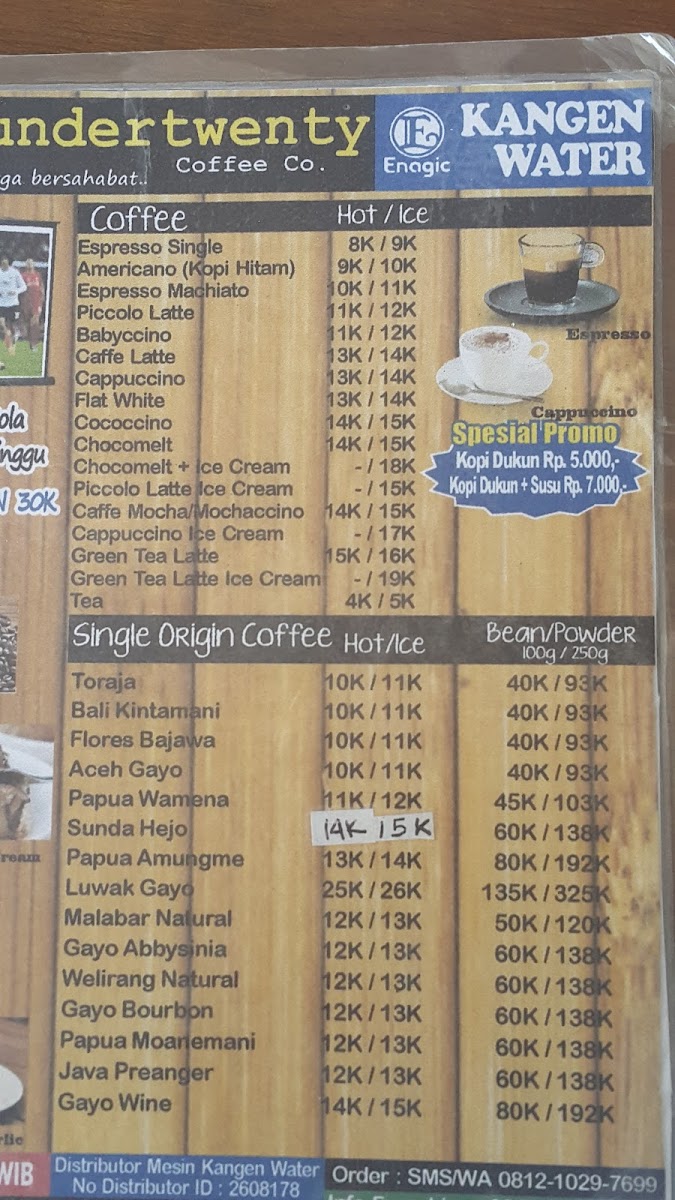 undertwenty
Coffee Co.
ga bersahabat..
E
Enagic
KANGEN
WATER
Coffee Hot / Ice
Espresso Single 8K / 9K
Americano (Kopi Hitam) 9K / 10K
Espresso Machiato 10K / 11K
Piccolo Latte 11K / 12K
Babyccino 11K / 12K
Caffe Latte 13K / 14K
Cappuccino 13K / 14K
Flat White 13K / 14K
Cococcino 14K / 15K
Chocomelt 14K / 15K
Chocomelt + Ice Cream - / 18K
Piccolo Latte Ice Cream - / 15K
Caffe Mocha/Mochaccino 14K / 15K
Cappuccino Ice Cream - / 17K
Green Tea Latte 15K / 16K
Green Tea Latte Ice Cream - / 19K
Tea 4K / 5K
Espresso
Cappuccino
Spesial Promo
Kopi Dukun Rp. 5.000,-
Kopi Dukun + Susu Rp. 7.000,-
ola
inggu
N 30K
Single Origin Coffee Hot/Ice Bean/Powder
100g / 250g
Toraja 10K / 11K 40K / 93K
Bali Kintamani 10K / 11K 40K / 93K
Flores Bajawa 10K / 11K 40K / 93K
Aceh Gayo 10K / 11K 40K / 93K
Papua Wamena 11K / 12K 45K / 103K
Sunda Hejo 14K 15K 60K / 138K
Papua Amungme 13K / 14K 80K / 192K
Luwak Gayo 25K / 26K 135K / 325K
Malabar Natural 12K / 13K 50K / 120K
Gayo Abbysinia 12K / 13K 60K / 138K
Welirang Natural 12K / 13K 60K / 138K
Gayo Bourbon 12K / 13K 60K / 138K
Papua Moanemani 12K / 13K 60K / 138K
Java Preanger 12K / 13K 60K / 138K
Gayo Wine 14K / 15K 80K / 192K
ream
rlic
WIB
Distributor Mesin Kangen Water
No Distributor ID : 2608178
Order : SMS/WA 0812-1029-7699